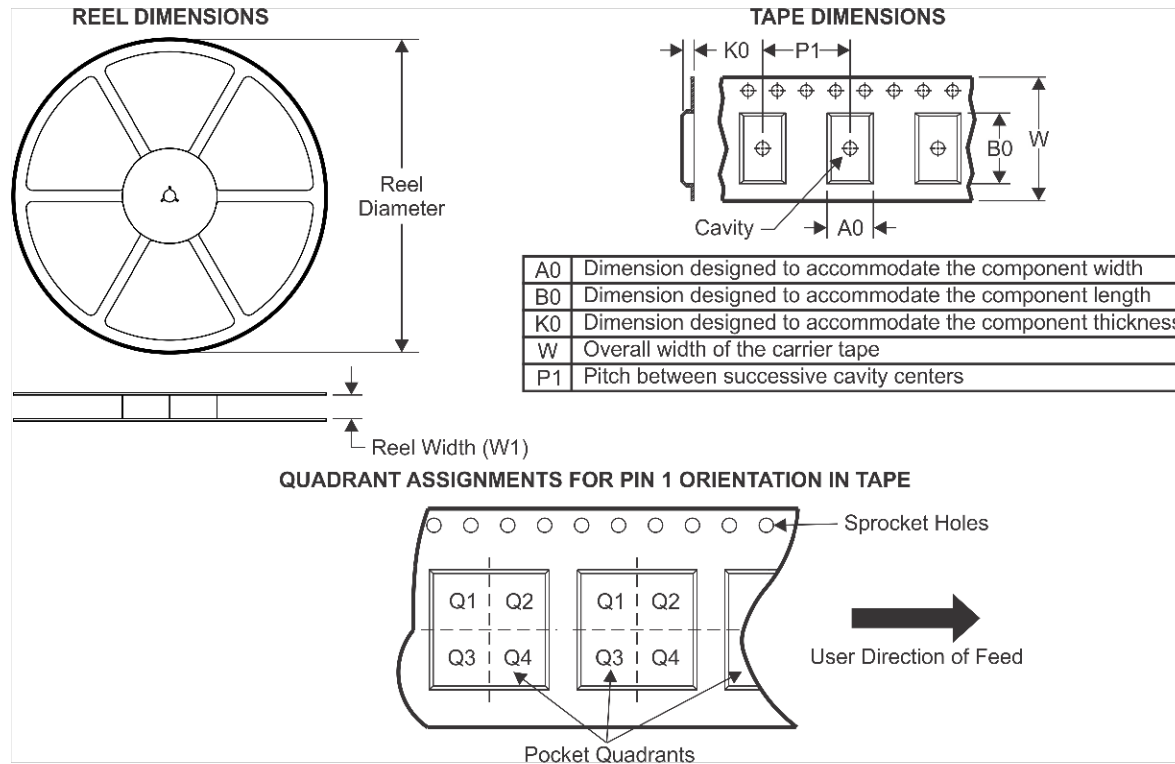 REEL DIMENSIONS
Reel
Diameter
Reel Width (W1)
TAPE DIMENSIONS
K0
P1
B0
W
Cavity
A0
A0 Dimension designed to accommodate the component width
B0 Dimension designed to accommodate the component length
K0 Dimension designed to accommodate the component thickness
W Overall width of the carrier tape
P1 Pitch between successive cavity centers
QUADRANT ASSIGNMENTS FOR PIN 1 ORIENTATION IN TAPE
Sprocket Holes
Q1 Q2 Q1 Q2
Q3 Q4 Q3 Q4
User Direction of Feed
Pocket Quadrants